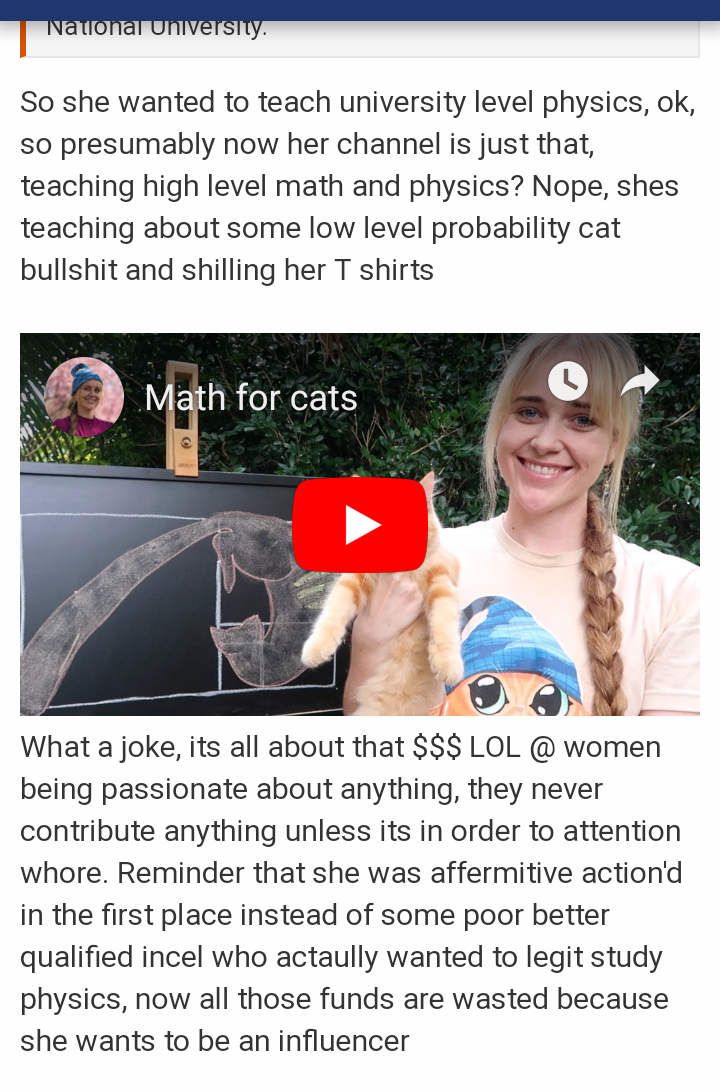 National University.
So she wanted to teach university level physics, ok,
so presumably now her channel is just that,
teaching high level math and physics? Nope, shes
teaching about some low level probability cat
bullshit and shilling her T shirts
Math for cats
What a joke, its all about that $$$ LOL @ women
being passionate about anything, they never
contribute anything unless its in order to attention
whore. Reminder that she was affermitive action'd
in the first place instead of some poor better
qualified incel who actaully wanted to legit study
physics, now all those funds are wasted because
she wants to be an influencer